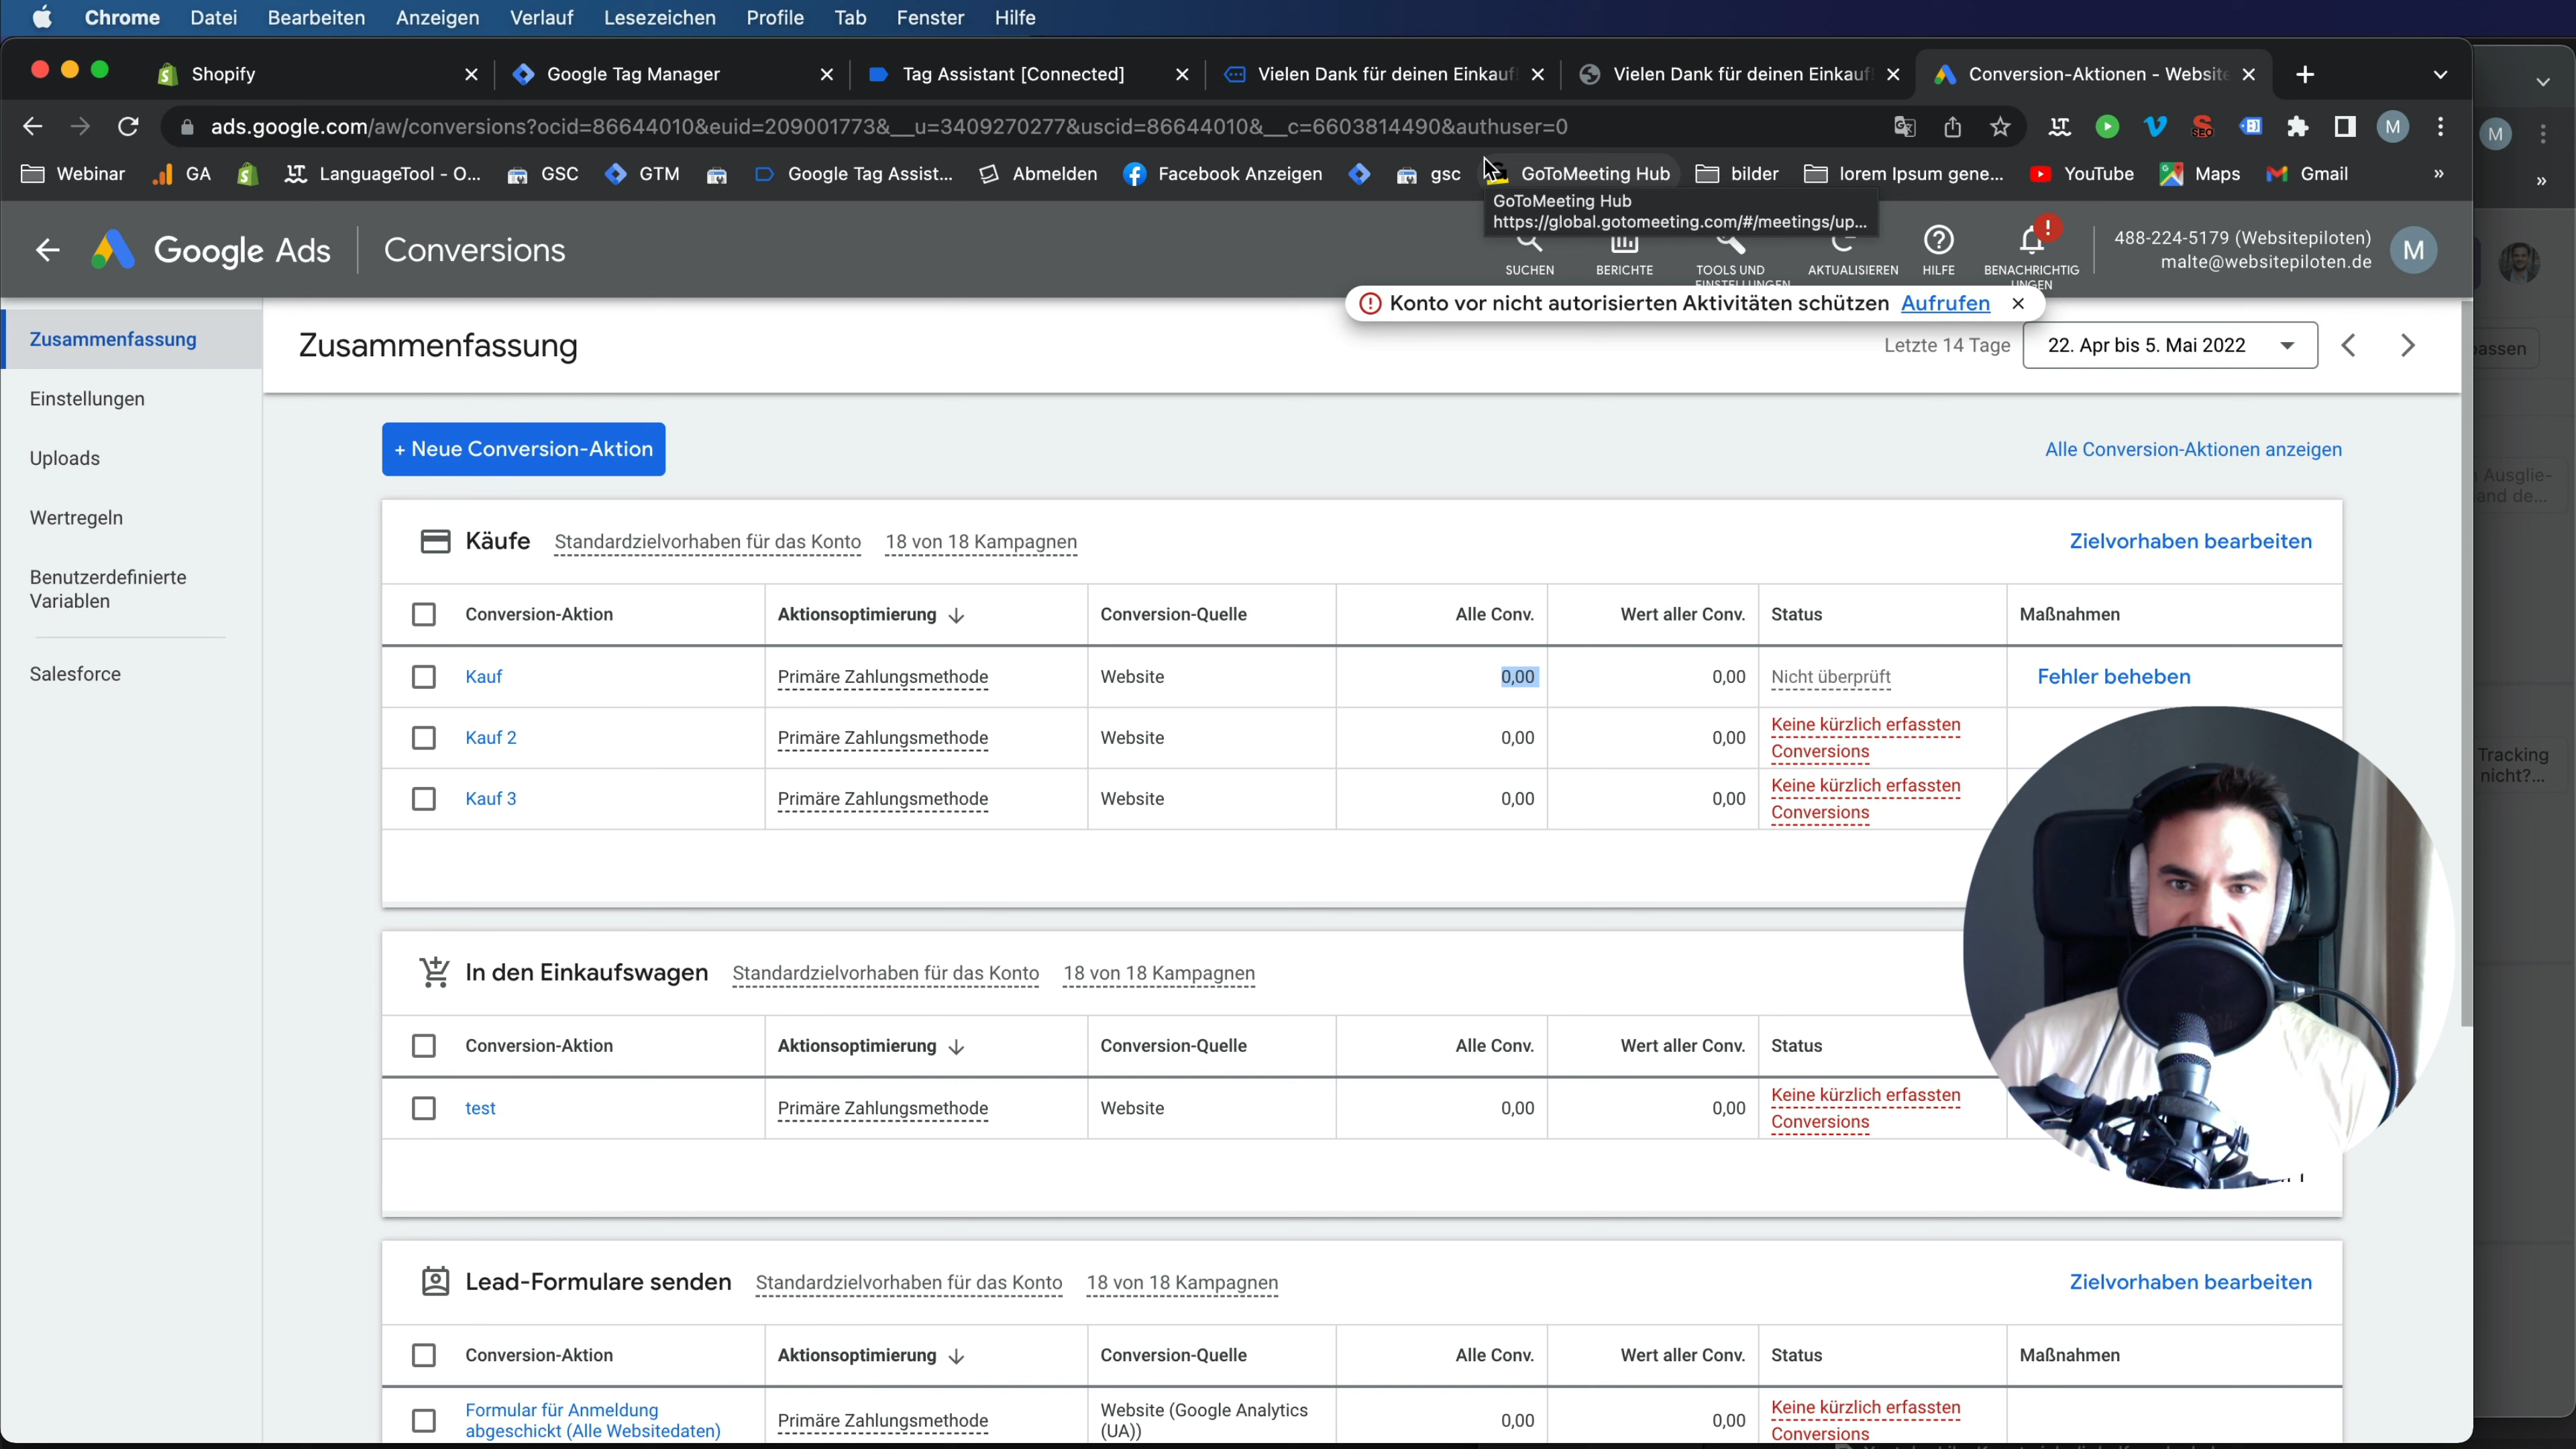 Chrome Datei Bearbeiten Anzeigen Verlauf Lesezeichen Profile Tab Fenster Hilfe
Shopify
Google Tag Manager
Tag Assistant [Connected]
Vielen Dank für deinen Einkauf
Vielen Dank für deinen Einkauf
Conversion-Aktionen - Website
ads.google.com/aw/conversions?ocid=86644010&euid=209001773&__u=3409270277&uscid=86644010&__c=6603814490&authuser=0
Webinar GA LanguageTool - O... GSC GTM Google Tag Assist... Abmelden Facebook Anzeigen gsc GoToMeeting Hub bilder lorem Ipsum gene... YouTube Maps Gmail »
GoToMeeting Hub
https://global.gotomeeting.com/#/meetings/up...
Google Ads Conversions
SUCHEN
BERICHTE
TOOLS UND
EINSTELLUNGEN
AKTUALISIEREN
HILFE
BENACHRICHTIG
UNGEN
488-224-5179 (Websitepiloten)
malte@websitepiloten.de
M
Konto vor nicht autorisierten Aktivitäten schützen Aufrufen
Zusammenfassung
Einstellungen
Uploads
Wertregeln
Benutzerdefinierte
Variablen
Salesforce
Zusammenfassung
Letzte 14 Tage 22. Apr bis 5. Mai 2022
+ Neue Conversion-Aktion
Alle Conversion-Aktionen anzeigen
Käufe Standardzielvorhaben für das Konto 18 von 18 Kampagnen Zielvorhaben bearbeiten
Conversion-Aktion Aktionsoptimierung Conversion-Quelle Alle Conv. Wert aller Conv. Status Maßnahmen
Kauf Primäre Zahlungsmethode Website 0,00 0,00 Nicht überprüft Fehler beheben
Kauf 2 Primäre Zahlungsmethode Website 0,00 0,00 Keine kürzlich erfassten
Conversions
Kauf 3 Primäre Zahlungsmethode Website 0,00 0,00 Keine kürzlich erfassten
Conversions
In den Einkaufswagen Standardzielvorhaben für das Konto 18 von 18 Kampagnen
Conversion-Aktion Aktionsoptimierung Conversion-Quelle Alle Conv. Wert aller Conv. Status
test Primäre Zahlungsmethode Website 0,00 0,00 Keine kürzlich erfassten
Conversions
Lead-Formulare senden Standardzielvorhaben für das Konto 18 von 18 Kampagnen Zielvorhaben bearbeiten
Conversion-Aktion Aktionsoptimierung Conversion-Quelle Alle Conv. Wert aller Conv. Status Maßnahmen
Formular für Anmeldung
abgeschickt (Alle Websitedaten)
Primäre Zahlungsmethode
Website (Google Analytics
(UA))
0,00 0,00
Keine kürzlich erfassten
Conversions
M
passen
Ausglie-
and de...
Tracking
nicht?...